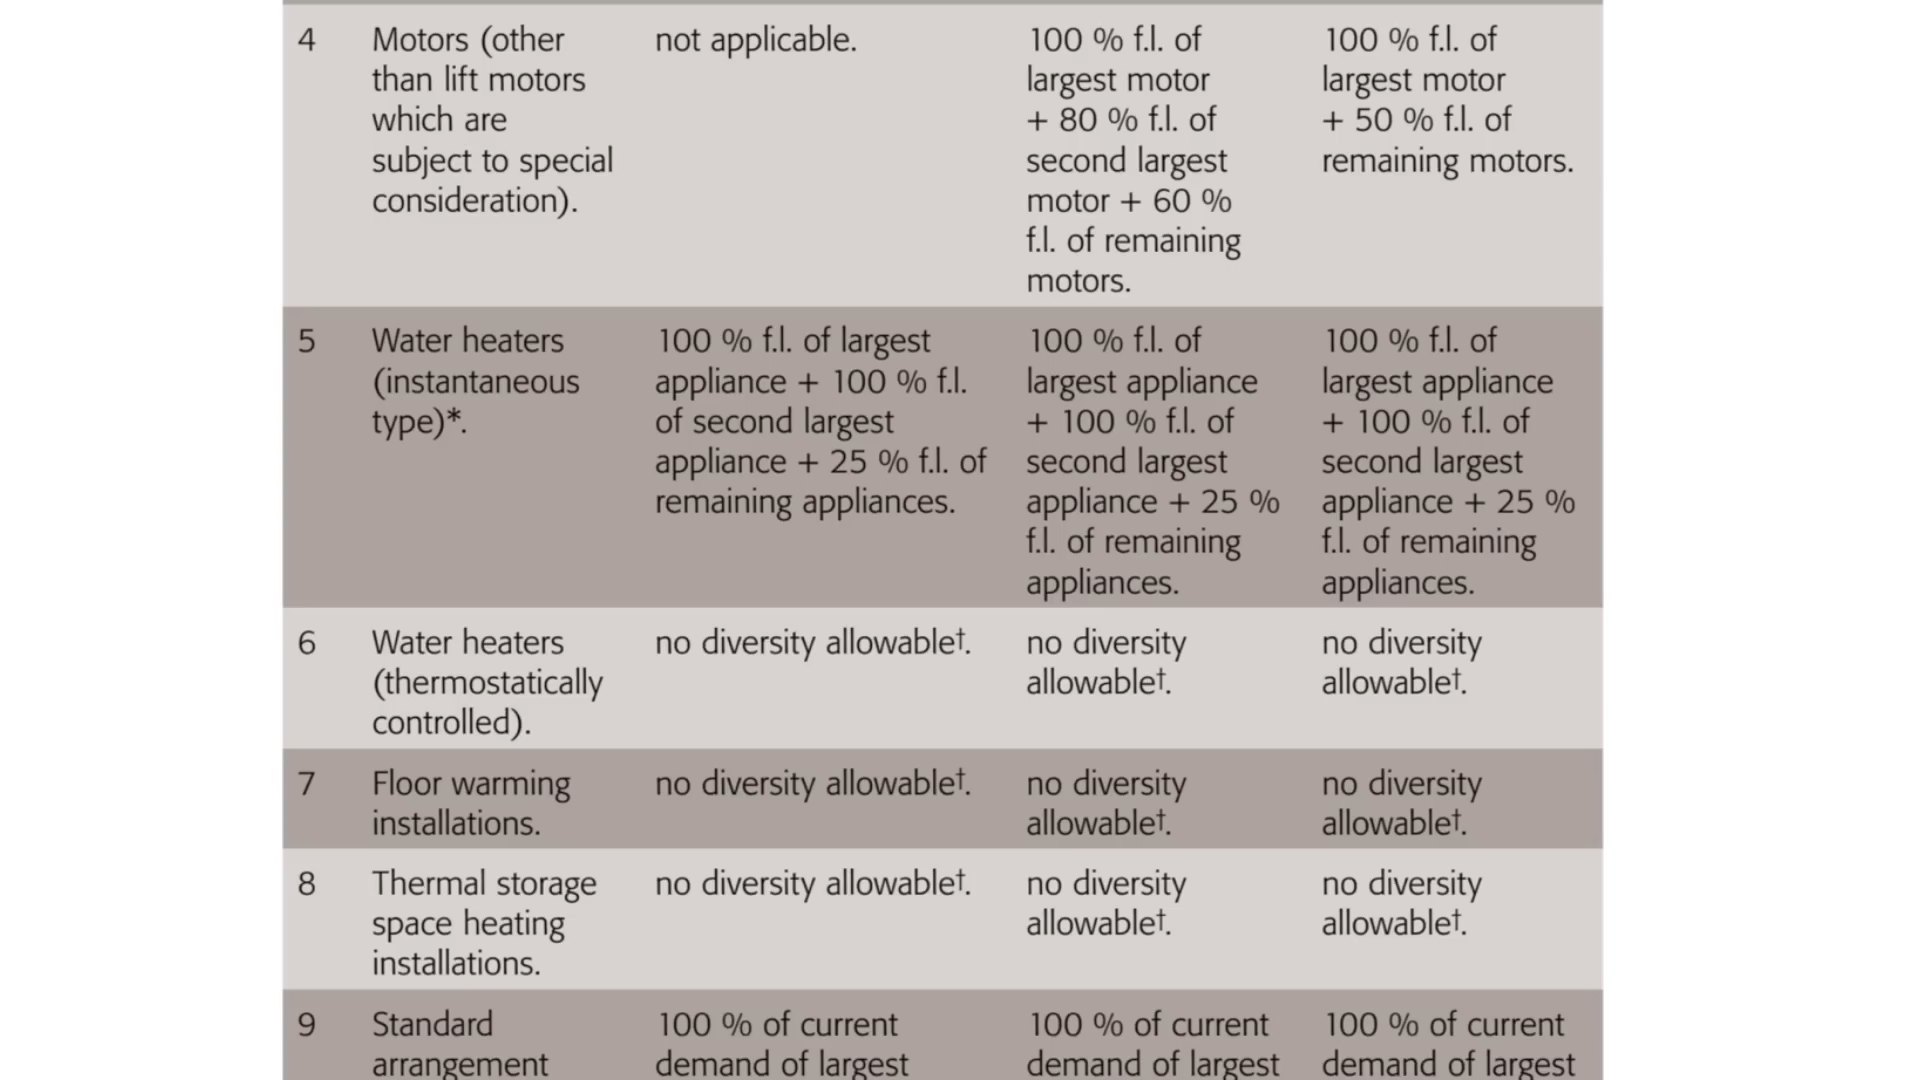 4
Motors (other
than lift motors
which are
subject to special
consideration).
not applicable.
100 % f.l. of
largest motor
+ 80 % f.l. of
second largest
motor + 60 %
f.l. of remaining
motors.
100 % f.l. of
largest motor
+ 50 % f.l. of
remaining motors.
5
Water heaters
(instantaneous
type)*.
100 % f.l. of largest
appliance + 100 % f.l.
of second largest
appliance + 25 % f.l. of
remaining appliances.
100 % f.l. of
largest appliance
+ 100 % f.l. of
second largest
appliance + 25 %
f.l. of remaining
appliances.
100 % f.l. of
largest appliance
+ 100 % f.l. of
second largest
appliance + 25 %
f.l. of remaining
appliances.
6
Water heaters
(thermostatically
controlled).
no diversity allowable†.
no diversity
allowable†.
no diversity
allowable†.
7
Floor warming
installations.
no diversity allowable†.
no diversity
allowable†.
no diversity
allowable†.
8
Thermal storage
space heating
installations.
no diversity allowable†.
no diversity
allowable†.
no diversity
allowable†.
9
Standard
arrangement
100 % of current
demand of largest
100 % of current
demand of largest
100 % of current
demand of largest